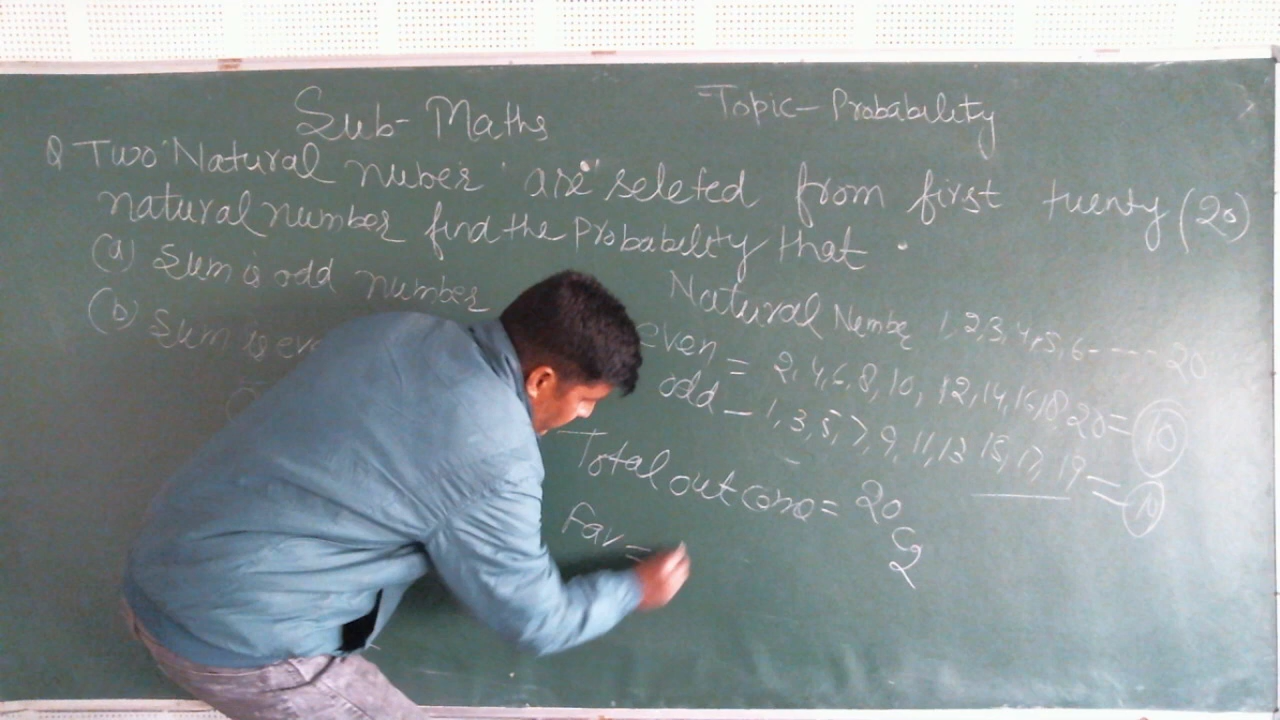 Sub- Maths
Topic- Probability
Q Two Natural nuber are seleted from first twenty (20)
natural number find the Probability that .
(a) Sum is odd number
(b) Sum is eve
Natural Nembe 1,2,3,4,5,6-----20
even = 2,4,6,8,10,12,14,16,18 20= 10
odd - 1,3,5,7,9,11,13 15,17,19 = 10
Total out come = 20C2
Fav =